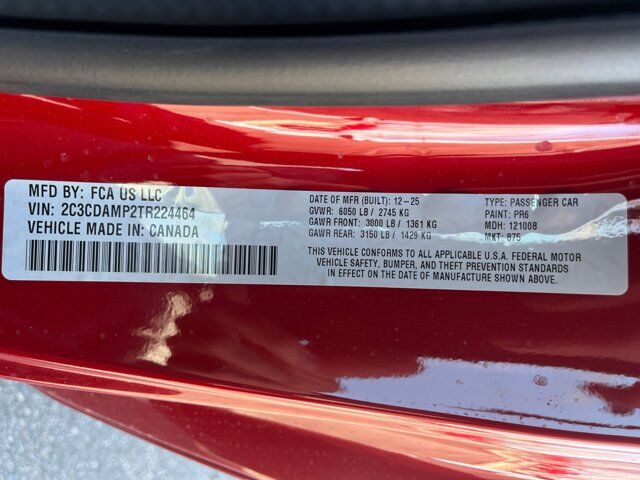 MFD BY: FCA US LLC
VIN: 2C3CDAMP2TR224464
VEHICLE MADE IN: CANADA
DATE OF MFR (BUILT): 12-25
GVWR: 6050 LB / 2745 KG
GAWR FRONT: 3000 LB / 1361 KG
GAWR REAR: 3150 LB / 1429 KG
TYPE: PASSENGER CAR
PAINT: PR6
MDH: 121008
MKT: 875
THIS VEHICLE CONFORMS TO ALL APPLICABLE U.S.A. FEDERAL MOTOR
VEHICLE SAFETY, BUMPER, AND THEFT PREVENTION STANDARDS
IN EFFECT ON THE DATE OF MANUFACTURE SHOWN ABOVE.